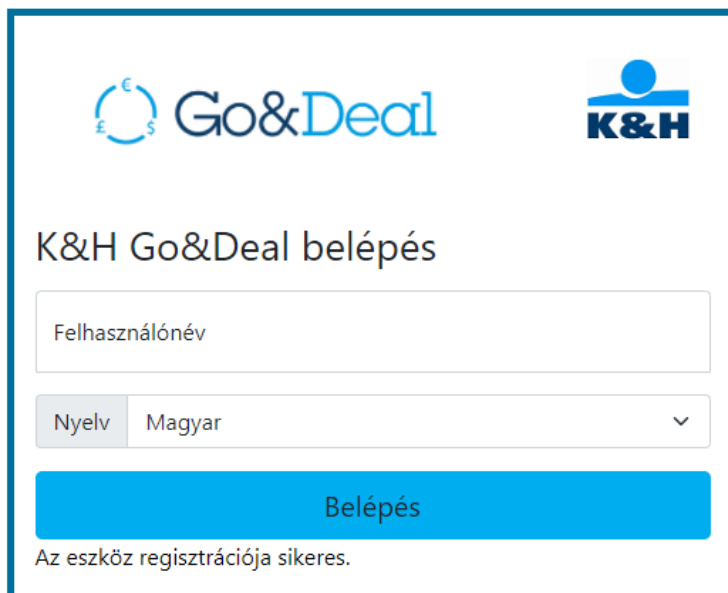 €
£ $
Go&Deal
K&H
K&H Go&Deal belépés
Felhasználónév
Nyelv Magyar
Belépés
Az eszköz regisztrációja sikeres.